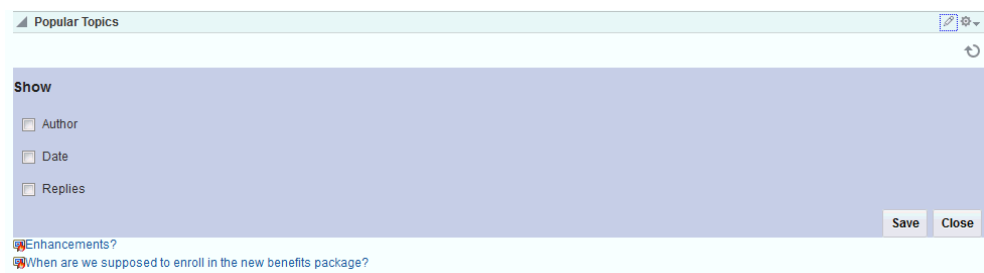 Popular Topics
Show
Author
Date
Replies
Save Close
Enhancements?
When are we supposed to enroll in the new benefits package?